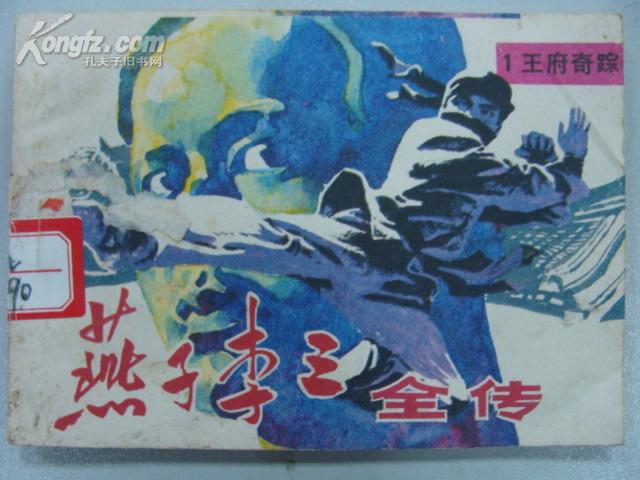 Kongfz.com
孔夫子旧书网
1 王府奇踪
90
燕子李三全传